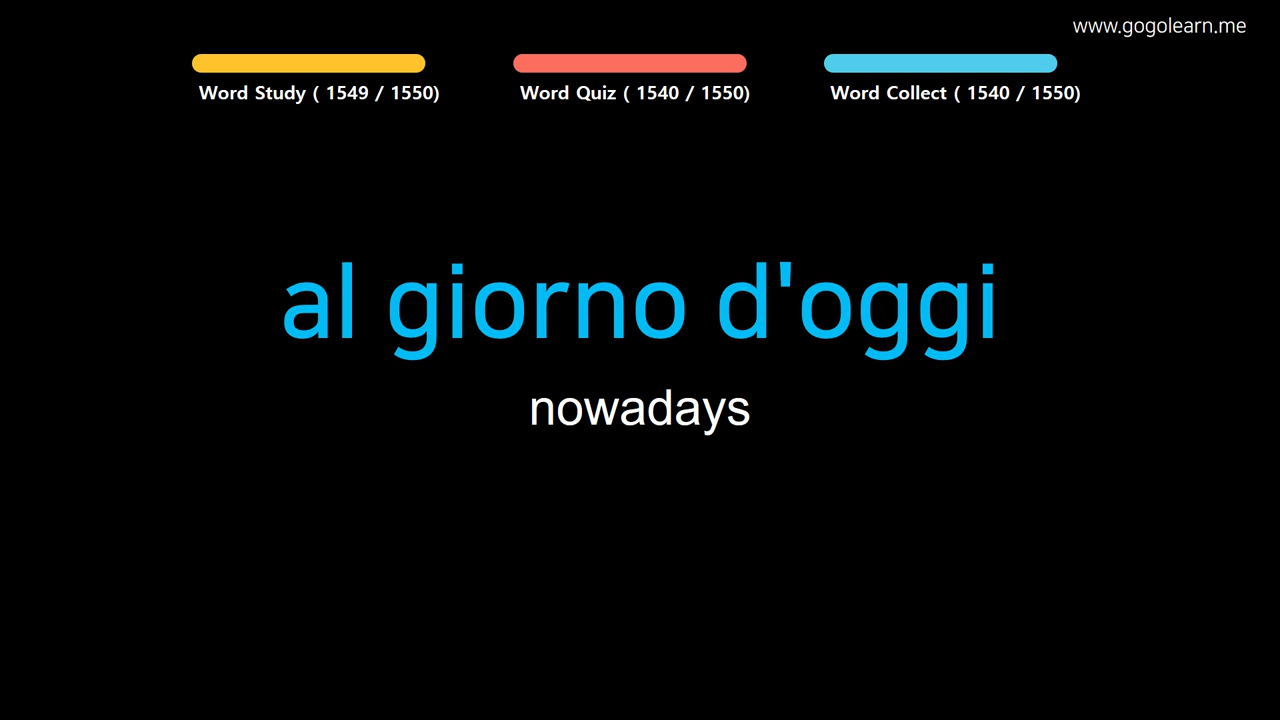 www.gogolearn.me
Word Study ( 1549 / 1550)
Word Quiz ( 1540 / 1550)
Word Collect ( 1540 / 1550)
al giorno d'oggi
nowadays